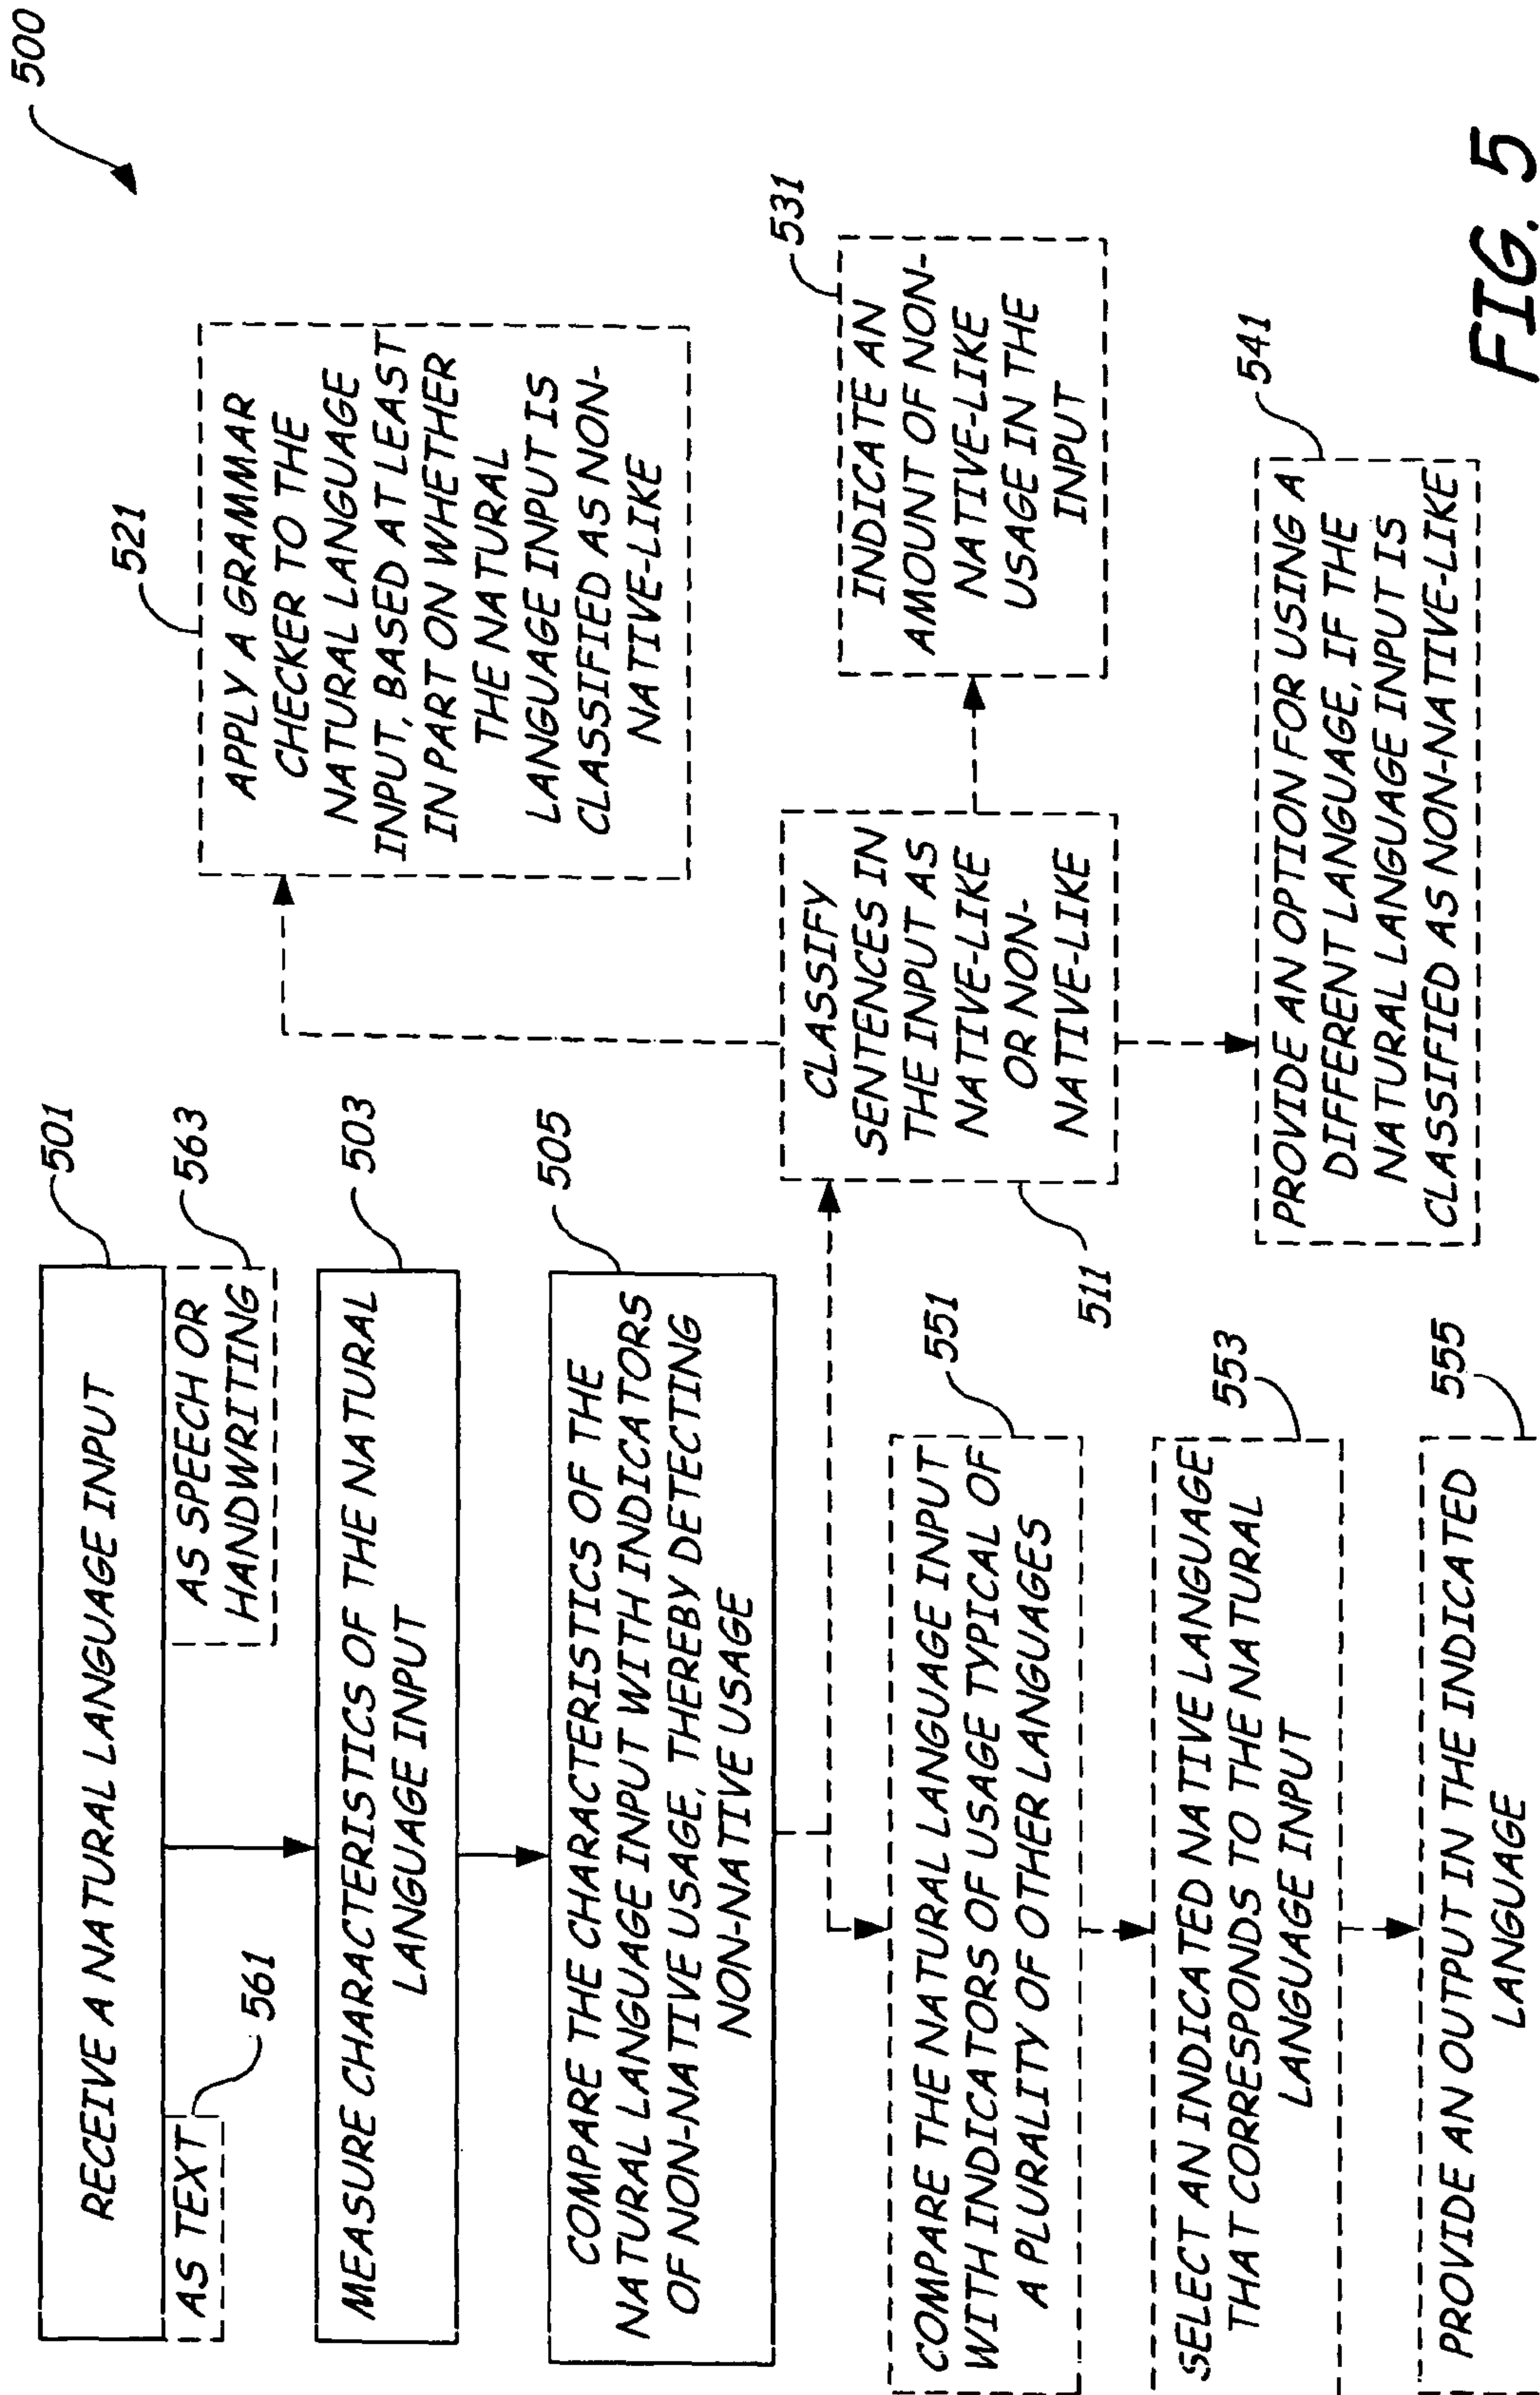 500
RECEIVE A NATURAL LANGUAGE INPUT
501
AS TEXT
561
AS SPEECH OR
HANDWRITING
563
MEASURE CHARACTERISTICS OF THE NATURAL
LANGUAGE INPUT
503
COMPARE THE CHARACTERISTICS OF THE
NATURAL LANGUAGE INPUT WITH INDICATORS
OF NON-NATIVE USAGE, THEREBY DETECTING
NON-NATIVE USAGE
505
COMPARE THE NATURAL LANGUAGE INPUT
WITH INDICATORS OF USAGE TYPICAL OF
A PLURALITY OF OTHER LANGUAGES
551
SELECT AN INDICATED NATIVE LANGUAGE
THAT CORRESPONDS TO THE NATURAL
LANGUAGE INPUT
553
PROVIDE AN OUTPUT IN THE INDICATED
LANGUAGE
555
CLASSIFY
SENTENCES IN
THE INPUT AS
NATIVE-LIKE
OR NON-
NATIVE-LIKE
511
APPLY A GRAMMAR
CHECKER TO THE
NATURAL LANGUAGE
INPUT, BASED AT LEAST
IN PART ON WHETHER
THE NATURAL
LANGUAGE INPUT IS
CLASSIFIED AS NON-
NATIVE-LIKE
521
INDICATE AN
AMOUNT OF NON-
NATIVE-LIKE
USAGE IN THE
INPUT
531
PROVIDE AN OPTION FOR USING A
DIFFERENT LANGUAGE, IF THE
NATURAL LANGUAGE INPUT IS
CLASSIFIED AS NON-NATIVE-LIKE
541
FIG. 5